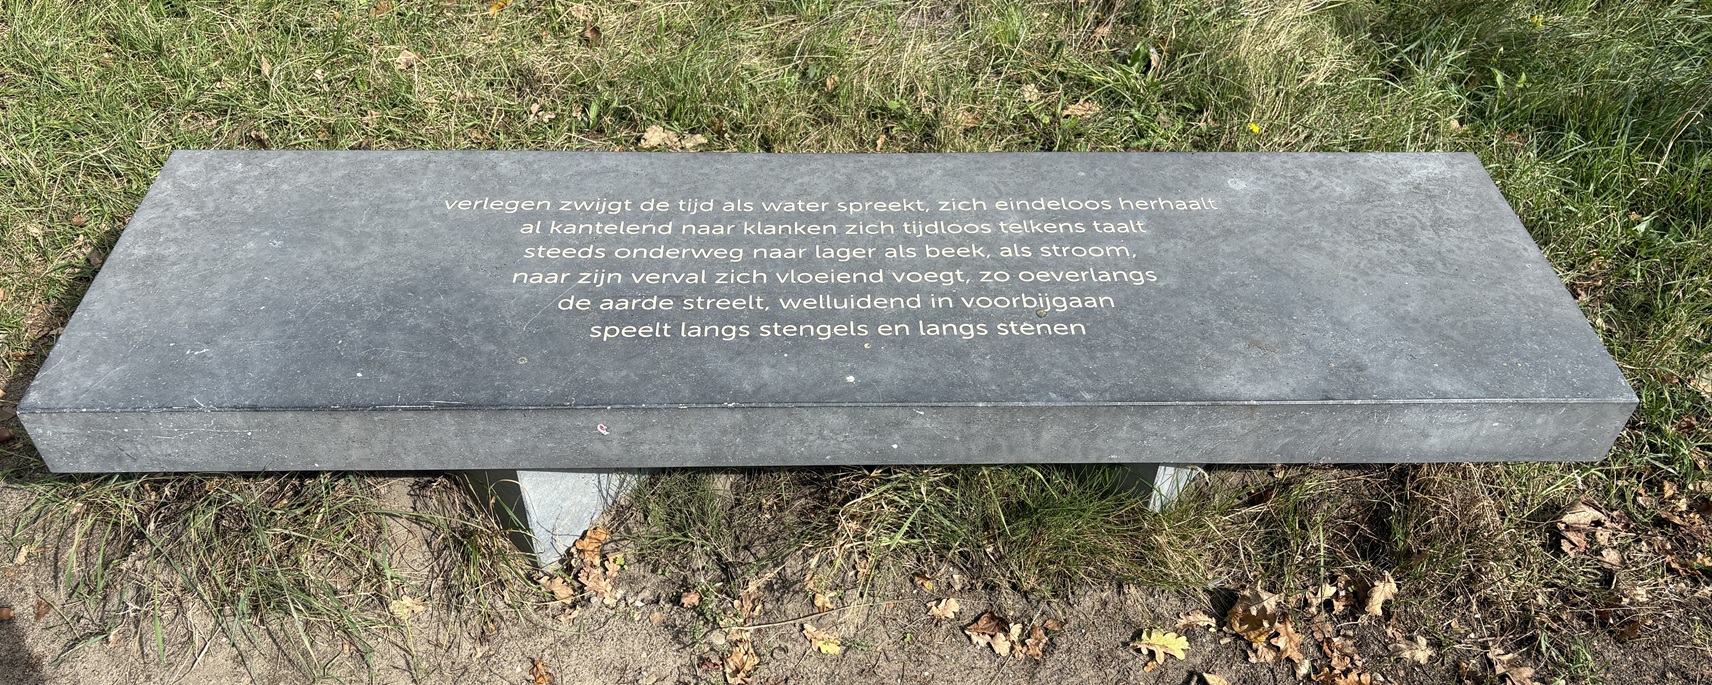 verlegen zwijgt de tijd als water spreekt, zich eindeloos herhaalt
al kantelend naar klanken zich tijdloos telkens taalt
steeds onderweg naar lager als beek, als stroom,
naar zijn verval zich vloeiend voegt, zo oeverlangs
de aarde streelt, welluidend in voorbijgaan
speelt langs stengels en langs stenen